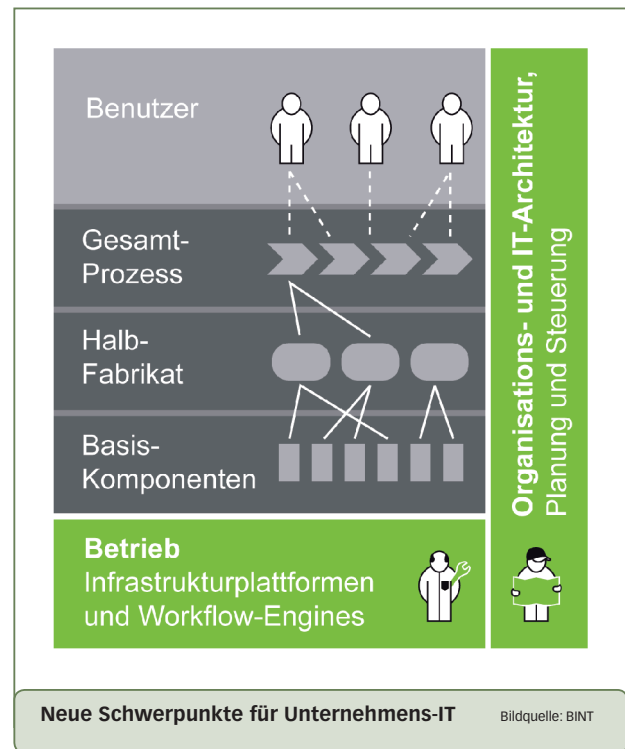 Benutzer
Gesamt-
Prozess
Halb-
Fabrikat
Basis-
Komponenten
Betrieb
Infrastrukturplattformen
und Workflow-Engines
Organisations- und IT-Architektur,
Planung und Steuerung
Neue Schwerpunkte für Unternehmens-IT
Bildquelle: BINT